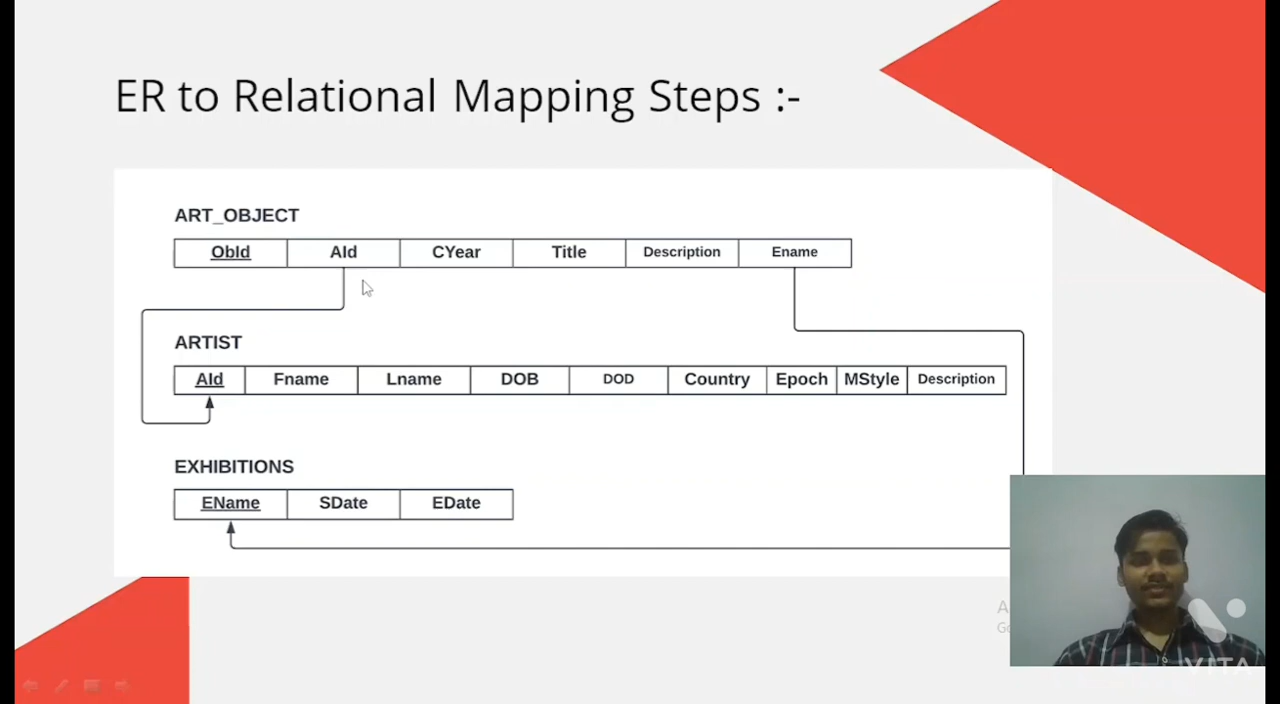 ER to Relational Mapping Steps :-
ART_OBJECT
ObId AId CYear Title Description Ename
ARTIST
AId Fname Lname DOB DOD Country Epoch MStyle Description
EXHIBITIONS
EName SDate EDate
VITA